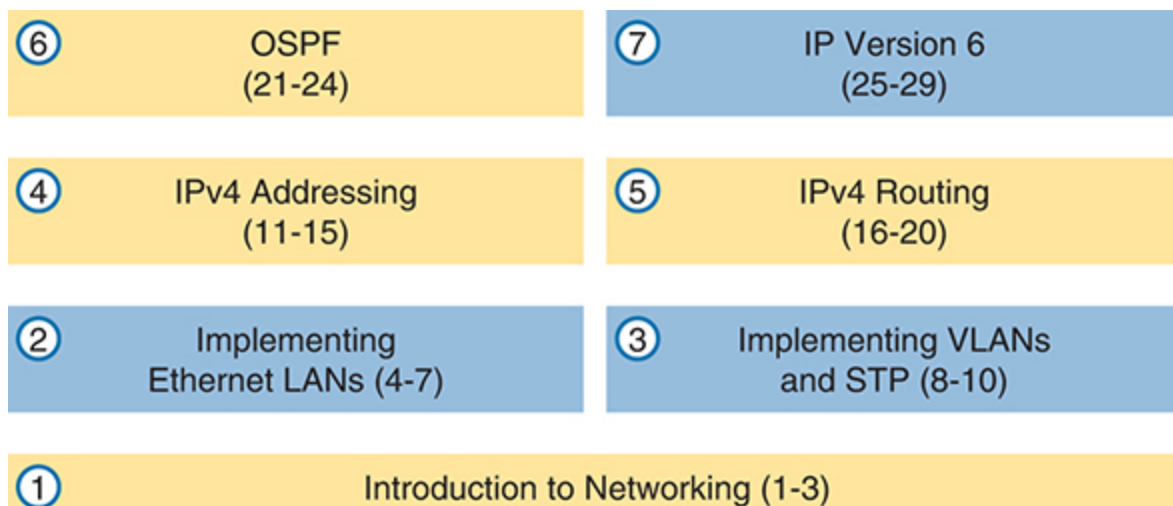 6 OSPF
(21-24)
7 IP Version 6
(25-29)
4 IPv4 Addressing
(11-15)
5 IPv4 Routing
(16-20)
2 Implementing
Ethernet LANs (4-7)
3 Implementing VLANs
and STP (8-10)
1 Introduction to Networking (1-3)